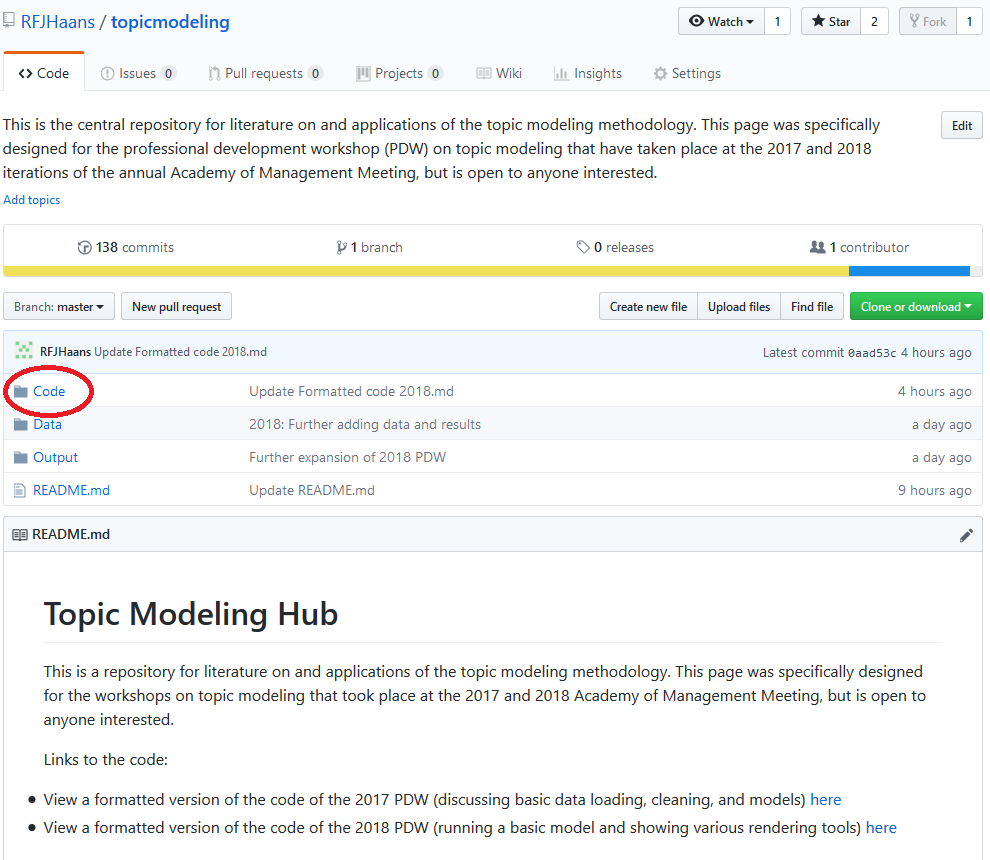 RFJHaans / topicmodeling
Watch 1 Star 2 Fork 1
Code Issues 0 Pull requests 0 Projects 0 Wiki Insights Settings
This is the central repository for literature on and applications of the topic modeling methodology. This page was specifically
designed for the professional development workshop (PDW) on topic modeling that have taken place at the 2017 and 2018
iterations of the annual Academy of Management Meeting, but is open to anyone interested.
Edit
Add topics
138 commits 1 branch 0 releases 1 contributor
Branch: master New pull request Create new file Upload files Find file Clone or download
RFJHaans Update Formatted code 2018.md Latest commit 0aad53c 4 hours ago
Code Update Formatted code 2018.md 4 hours ago
Data 2018: Further adding data and results a day ago
Output Further expansion of 2018 PDW a day ago
README.md Update README.md 9 hours ago
README.md
Topic Modeling Hub
This is a repository for literature on and applications of the topic modeling methodology. This page was specifically designed
for the workshops on topic modeling that took place at the 2017 and 2018 Academy of Management Meeting, but is open to
anyone interested.
Links to the code:
● View a formatted version of the code of the 2017 PDW (discussing basic data loading, cleaning, and models) here
● View a formatted version of the code of the 2018 PDW (running a basic model and showing various rendering tools) here